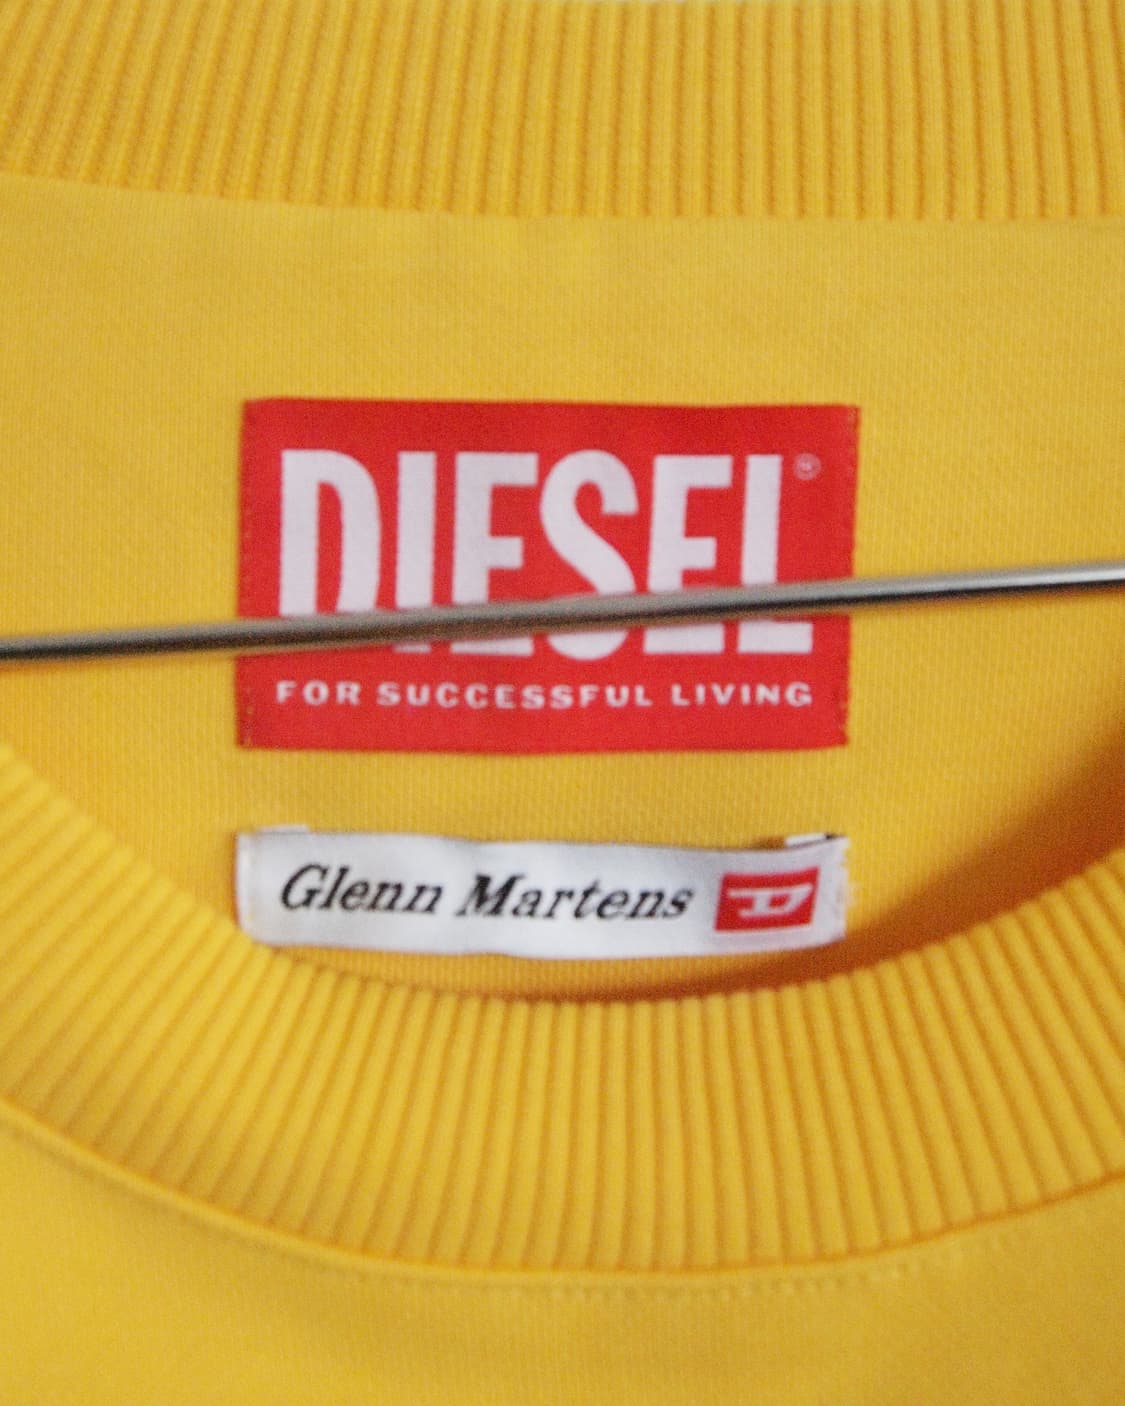 DIESEL®
FOR SUCCESSFUL LIVING
Glenn Martens D